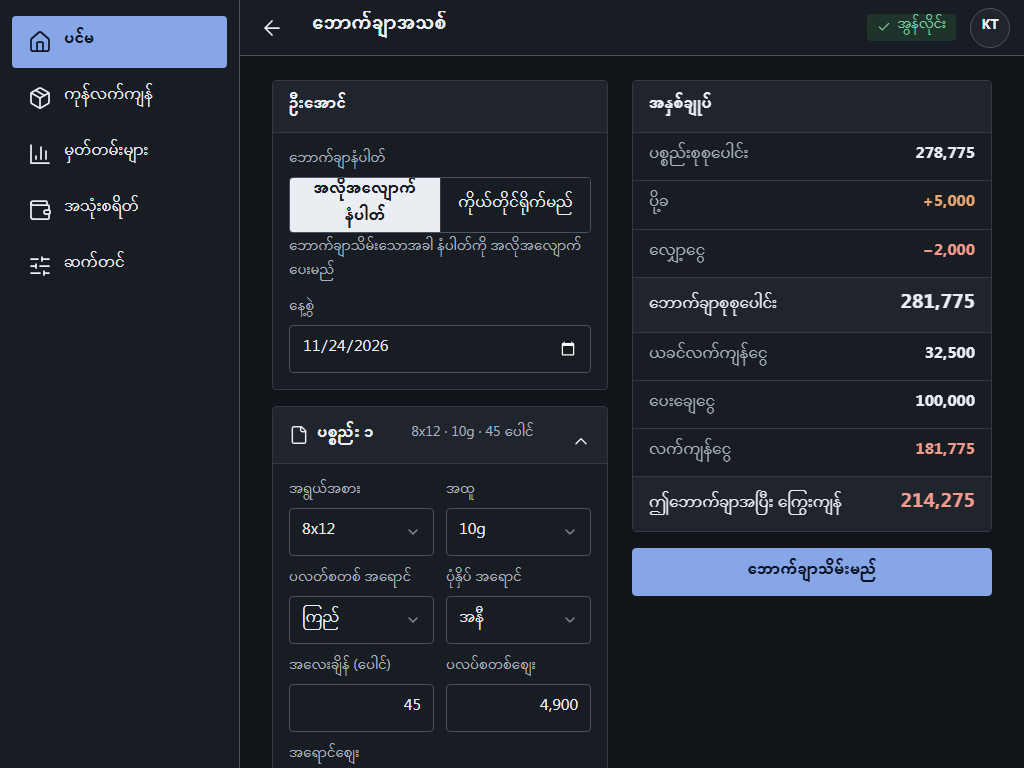 ပင်မ
ကုန်လက်ကျန်
မှတ်တမ်းများ
အသုံးစရိတ်
ဆက်တင်
ဘောက်ချာအသစ်
အွန်လိုင်း
KT
ဦးအောင်
ဘောက်ချာနံပါတ်
အလိုအလျောက်
နံပါတ်
ကိုယ်တိုင်ရိုက်မည်
ဘောက်ချာသိမ်းသောအခါ နံပါတ်ကို အလိုအလျောက်
ပေးမည်
နေ့စွဲ
11/24/2026
ပစ္စည်း ၁
8x12 · 10g · 45 ပေါင်
အရွယ်အစား
အထူ
8x12
10g
ပလတ်စတစ် အရောင်
ပုံနှိပ် အရောင်
ကြည်
အနီ
အလေးချိန် (ပေါင်)
ပလပ်စတစ်ဈေး
45
4,900
အရောင်ဈေး
အနှစ်ချုပ်
ပစ္စည်းစုစုပေါင်း 278,775
ပို့ခ +5,000
လျှော့ငွေ −2,000
ဘောက်ချာစုစုပေါင်း 281,775
ယခင်လက်ကျန်ငွေ 32,500
ပေးချေငွေ 100,000
လက်ကျန်ငွေ 181,775
ဤဘောက်ချာအပြီး ကြွေးကျန် 214,275
ဘောက်ချာသိမ်းမည်